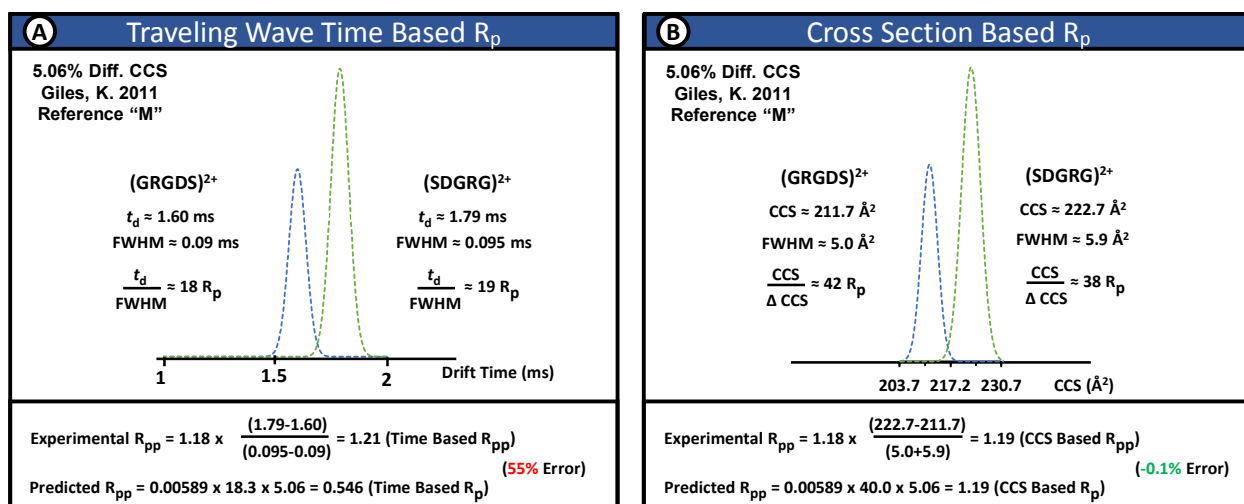 A
Traveling Wave Time Based Rp
5.06% Diff. CCS
Giles, K. 2011
Reference “M”
(GRGDS)2+
td ≈ 1.60 ms
FWHM ≈ 0.09 ms
td
FWHM
≈ 18 Rp
(SDGRG)2+
td ≈ 1.79 ms
FWHM ≈ 0.095 ms
td
FWHM
≈ 19 Rp
1 1.5 2 Drift Time (ms)
Experimental Rpp = 1.18 x (1.79-1.60) / (0.095-0.09) = 1.21 (Time Based Rpp)
(55% Error)
Predicted Rpp = 0.00589 x 18.3 x 5.06 = 0.546 (Time Based Rp)
B
Cross Section Based Rp
5.06% Diff. CCS
Giles, K. 2011
Reference “M”
(GRGDS)2+
CCS ≈ 211.7 Å2
FWHM ≈ 5.0 Å2
CCS
Δ CCS
≈ 42 Rp
(SDGRG)2+
CCS ≈ 222.7 Å2
FWHM ≈ 5.9 Å2
CCS
Δ CCS
≈ 38 Rp
203.7 217.2 230.7 CCS (Å2)
Experimental Rpp = 1.18 x (222.7-211.7) / (5.0+5.9) = 1.19 (CCS Based Rpp)
(-0.1% Error)
Predicted Rpp = 0.00589 x 40.0 x 5.06 = 1.19 (CCS Based Rp)